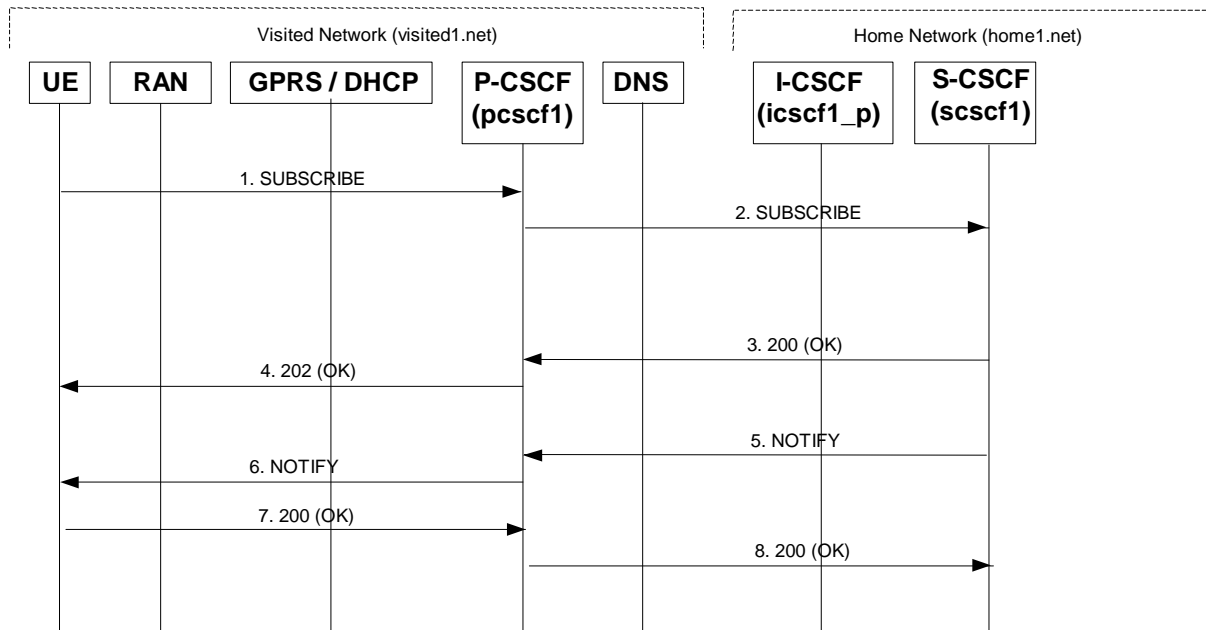 Visited Network (visited1.net)
Home Network (home1.net)
UE
RAN
GPRS / DHCP
P-CSCF
(pcscf1)
DNS
I-CSCF
(icscf1_p)
S-CSCF
(scscf1)
1. SUBSCRIBE
2. SUBSCRIBE
3. 200 (OK)
4. 202 (OK)
5. NOTIFY
6. NOTIFY
7. 200 (OK)
8. 200 (OK)